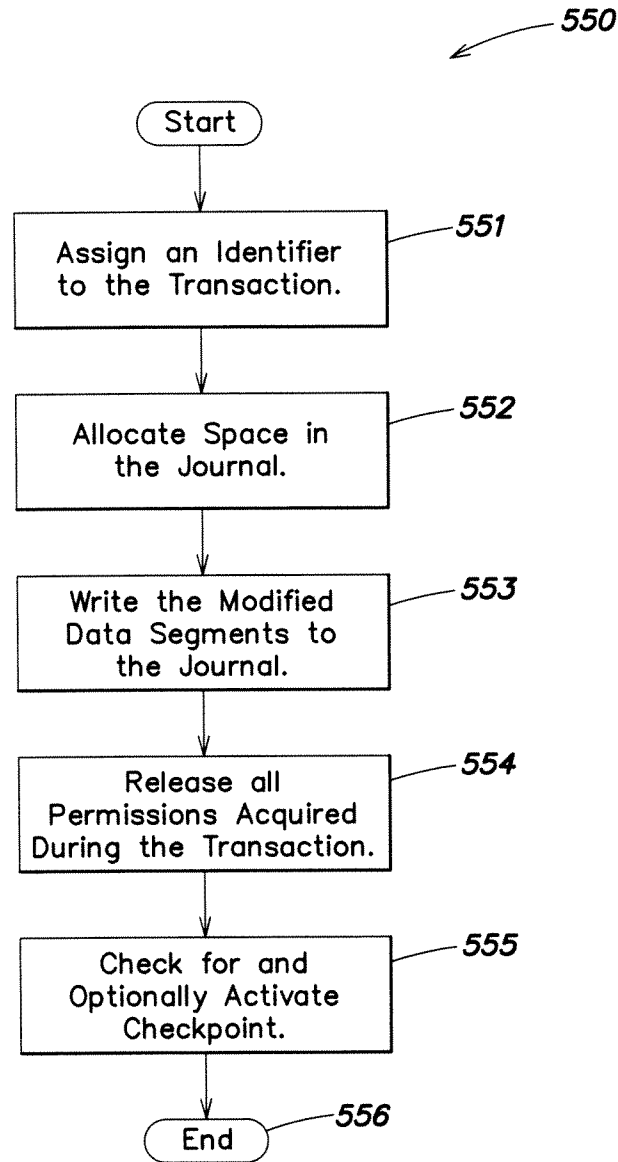 550
Start
551
Assign an Identifier
to the Transaction.
552
Allocate Space in
the Journal.
553
Write the Modified
Data Segments to
the Journal.
554
Release all
Permissions Acquired
During the Transaction.
555
Check for and
Optionally Activate
Checkpoint.
556
End